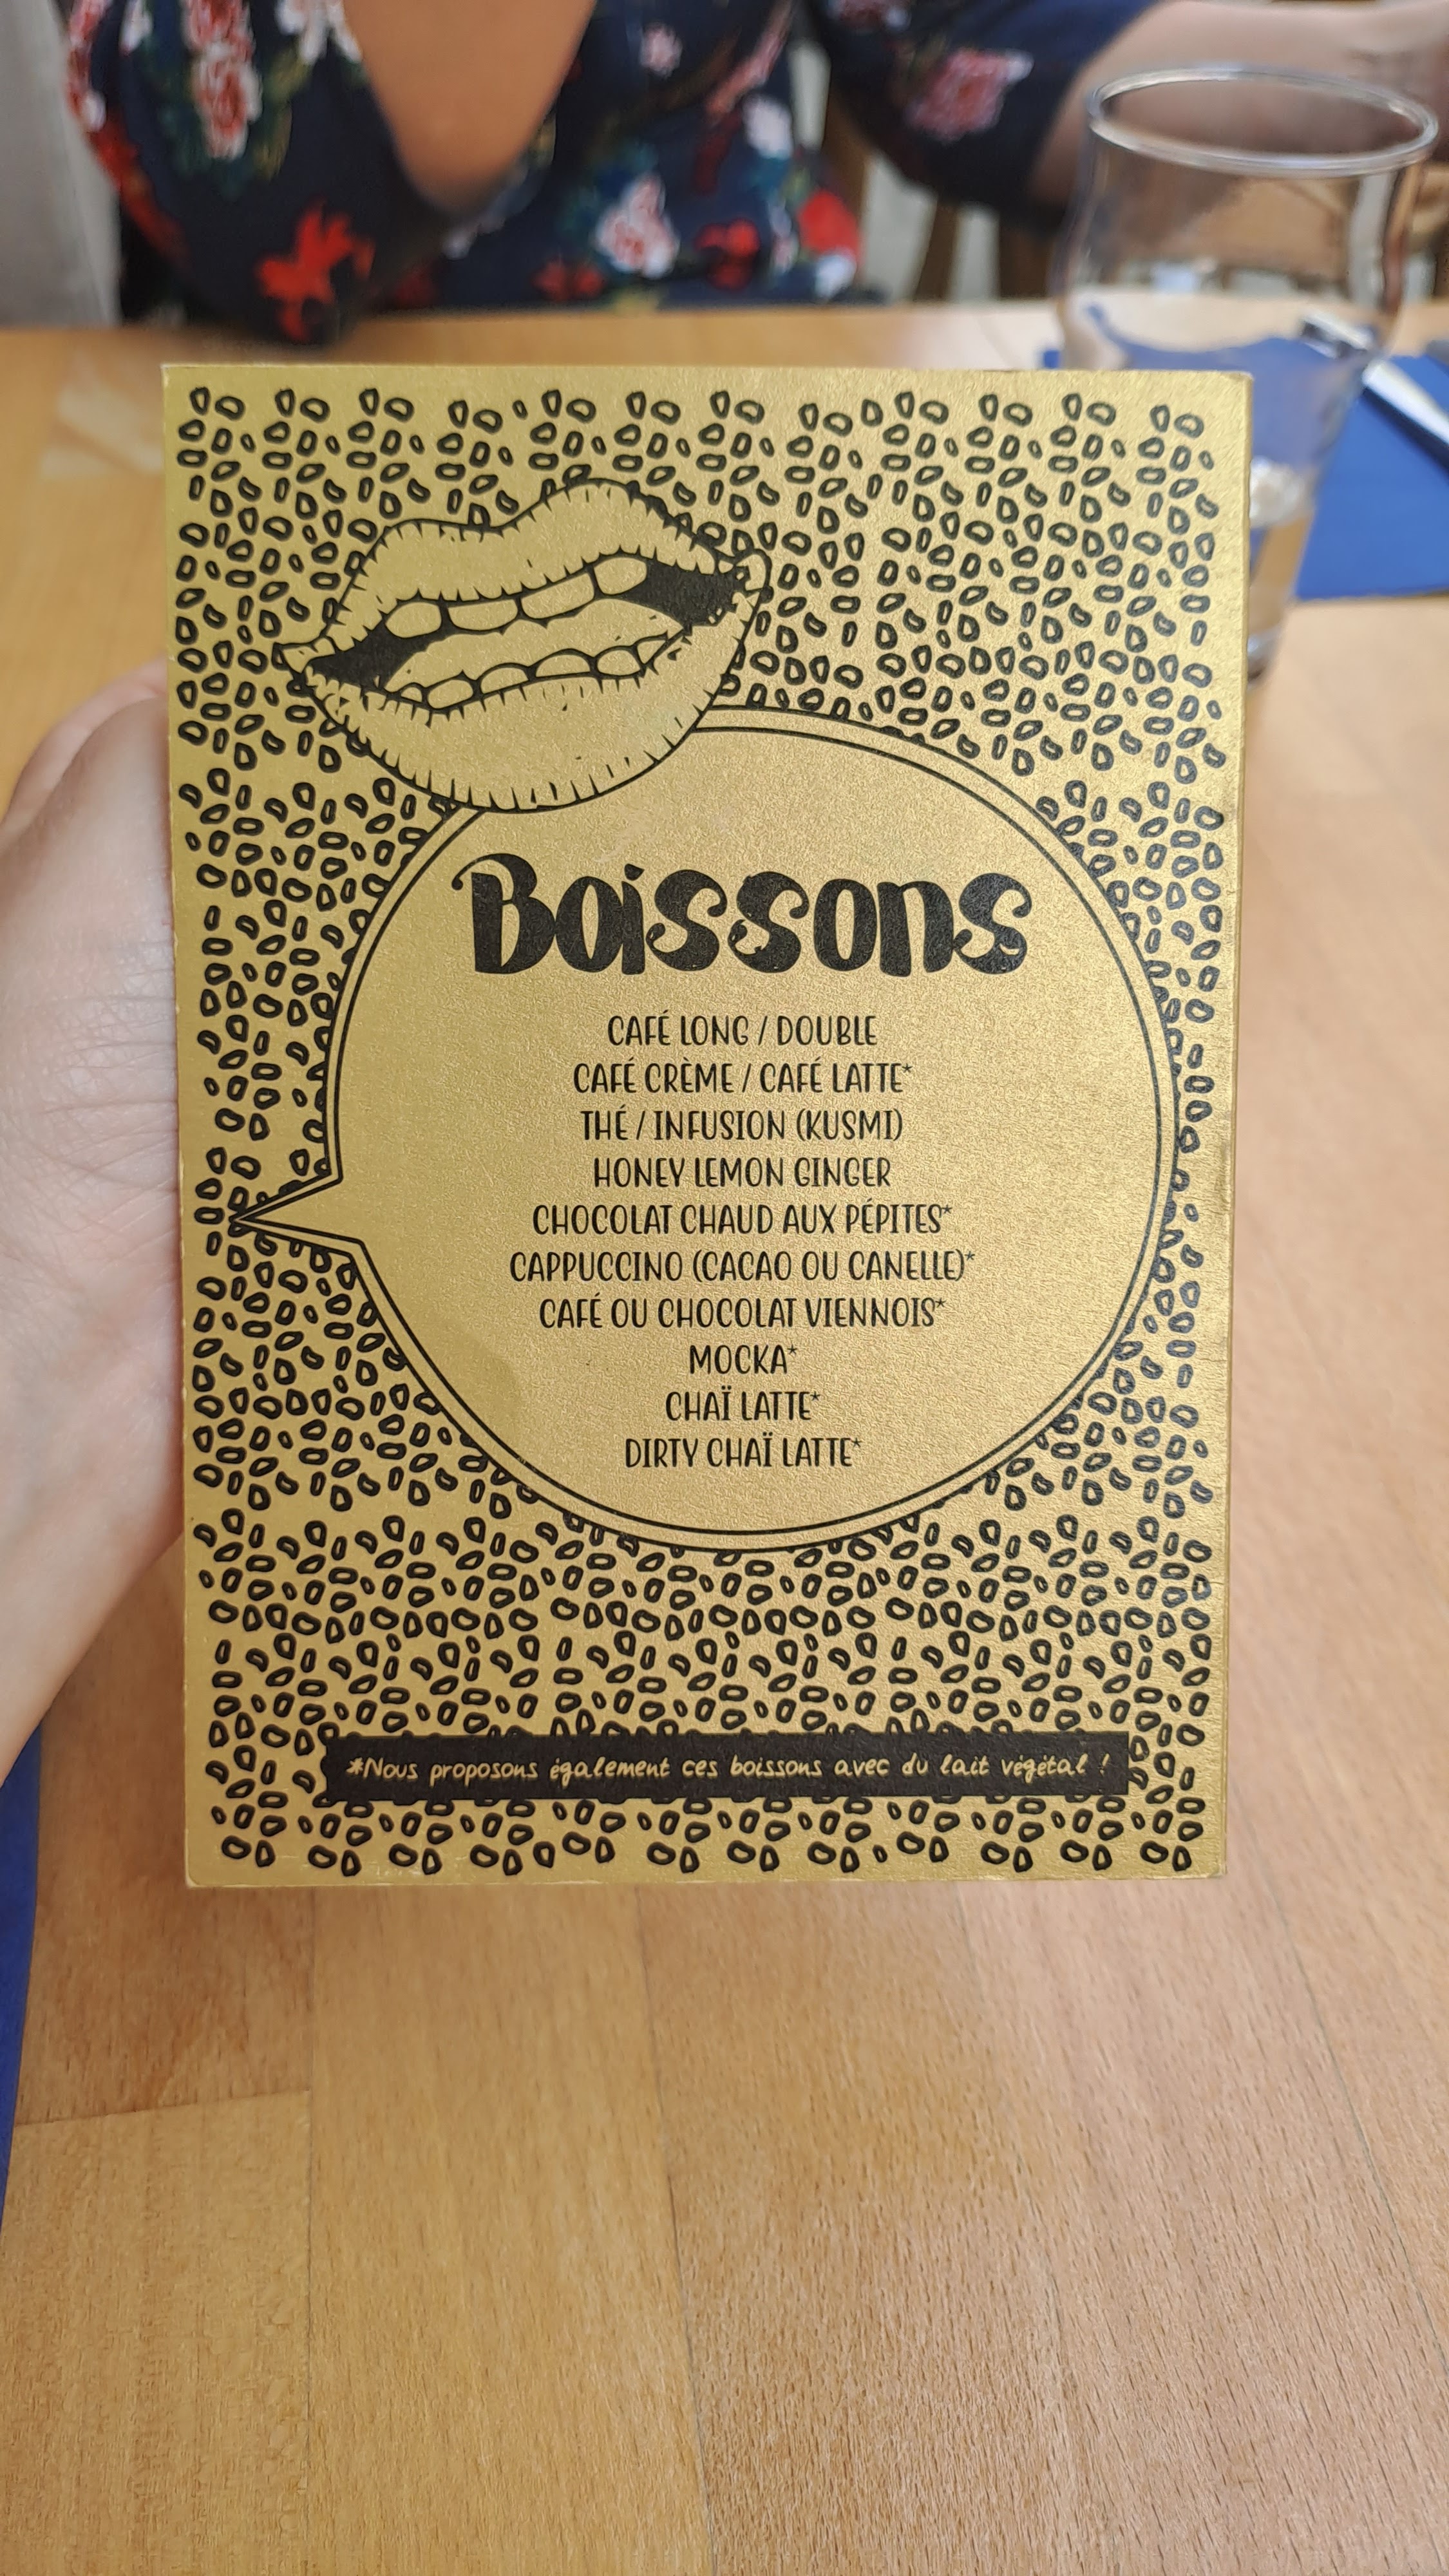 Boissons
CAFÉ LONG / DOUBLE
CAFÉ CRÈME / CAFÉ LATTE*
THÉ / INFUSION (KUSMI)
HONEY LEMON GINGER
CHOCOLAT CHAUD AUX PÉPITES*
CAPPUCCINO (CACAO OU CANELLE)*
CAFÉ OU CHOCOLAT VIENNOIS*
MOCKA*
CHAÏ LATTE*
DIRTY CHAÏ LATTE*
*Nous proposons également ces boissons avec du lait végétal !